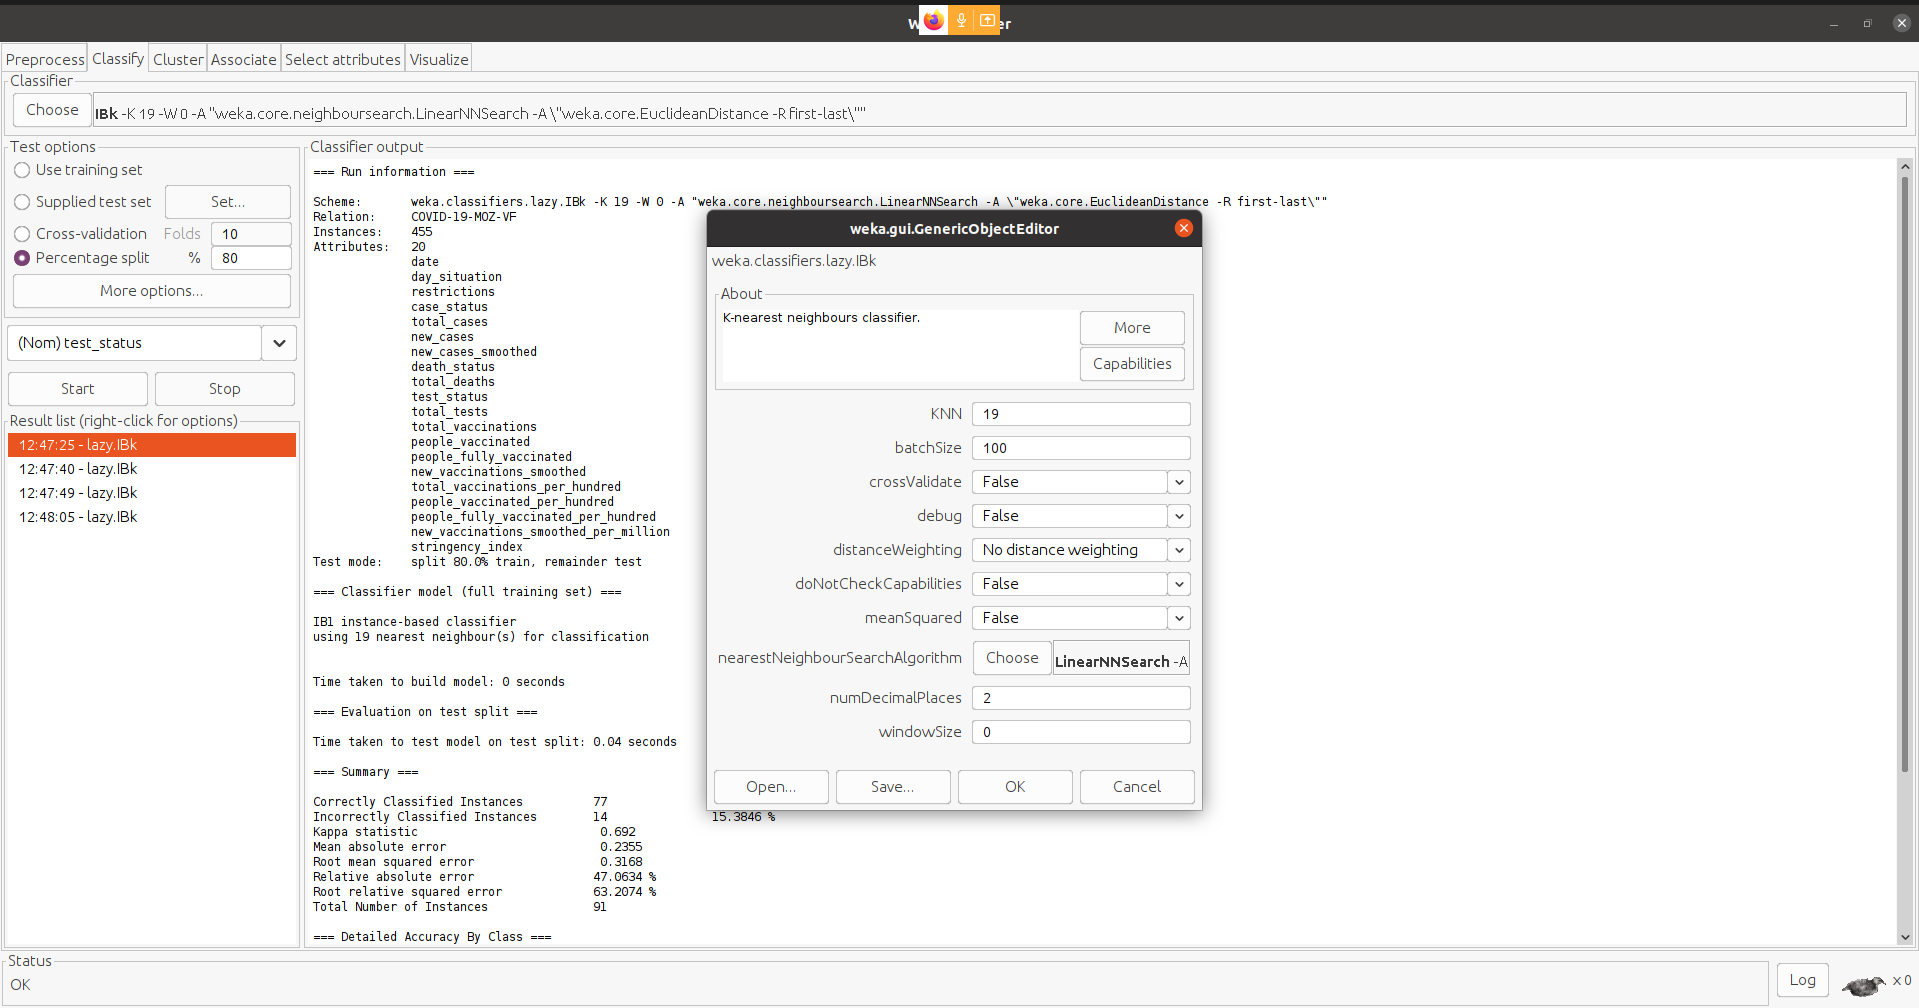 Preprocess Classify Cluster Associate Select attributes Visualize
Classifier
Choose IBk -K 19 -W 0 -A "weka.core.neighboursearch.LinearNNSearch -A \"weka.core.EuclideanDistance -R first-last\""
Test options
Use training set
Supplied test set Set...
Cross-validation Folds 10
Percentage split % 80
More options...
(Nom) test_status
Start Stop
Result list (right-click for options)
12:47:25 - lazy.IBk
12:47:40 - lazy.IBk
12:47:49 - lazy.IBk
12:48:05 - lazy.IBk
Classifier output
=== Run information ===
Scheme: weka.classifiers.lazy.IBk -K 19 -W 0 -A "weka.core.neighboursearch.LinearNNSearch -A \"weka.core.EuclideanDistance -R first-last\""
Relation: COVID-19-MOZ-VF
Instances: 455
Attributes: 20
date
day_situation
restrictions
case_status
total_cases
new_cases
new_cases_smoothed
death_status
total_deaths
test_status
total_tests
total_vaccinations
people_vaccinated
people_fully_vaccinated
new_vaccinations_smoothed
total_vaccinations_per_hundred
people_vaccinated_per_hundred
people_fully_vaccinated_per_hundred
new_vaccinations_smoothed_per_million
stringency_index
Test mode: split 80.0% train, remainder test
=== Classifier model (full training set) ===
IB1 instance-based classifier
using 19 nearest neighbour(s) for classification
Time taken to build model: 0 seconds
=== Evaluation on test split ===
Time taken to test model on test split: 0.04 seconds
=== Summary ===
Correctly Classified Instances 77
Incorrectly Classified Instances 14 15.3846 %
Kappa statistic 0.692
Mean absolute error 0.2355
Root mean squared error 0.3168
Relative absolute error 47.0634 %
Root relative squared error 63.2074 %
Total Number of Instances 91
=== Detailed Accuracy By Class ===
weka.gui.GenericObjectEditor
weka.classifiers.lazy.IBk
About
K-nearest neighbours classifier.
More
Capabilities
KNN 19
batchSize 100
crossValidate False
debug False
distanceWeighting No distance weighting
doNotCheckCapabilities False
meanSquared False
nearestNeighbourSearchAlgorithm Choose LinearNNSearch -A
numDecimalPlaces 2
windowSize 0
Open... Save... OK Cancel
Status
OK
Log x 0